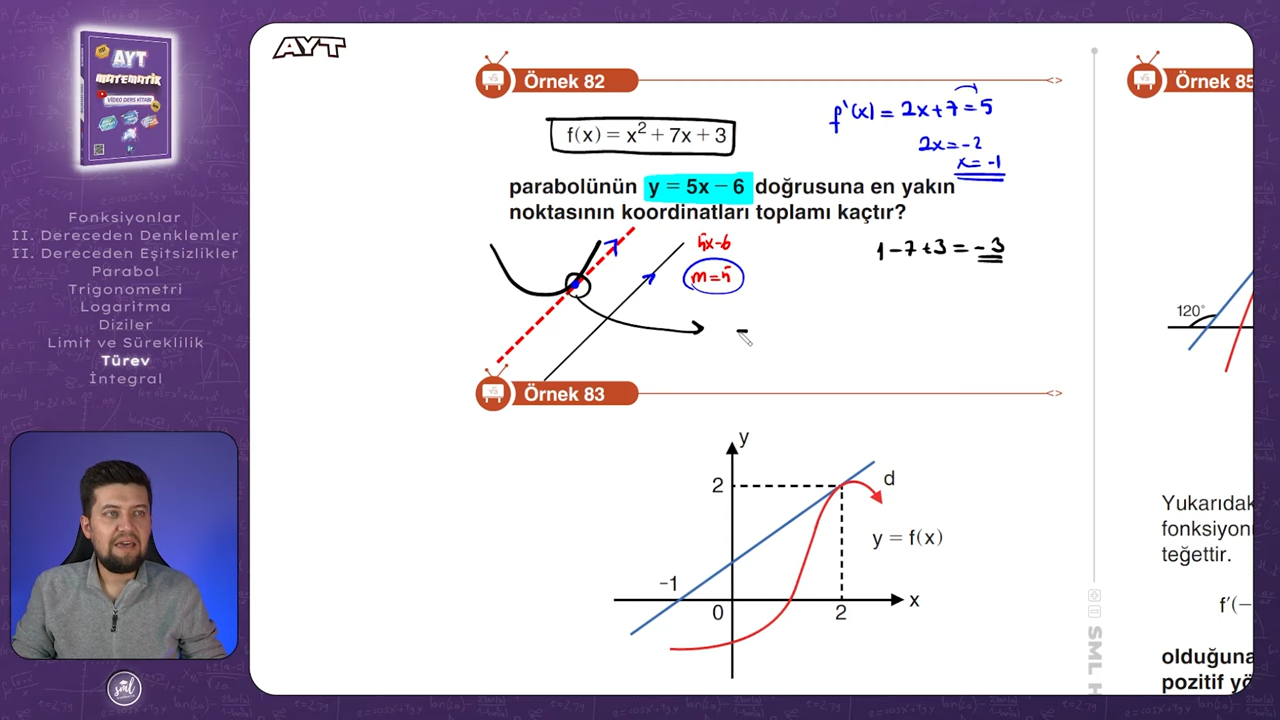 AYT
MATEMATİK
VİDEO DERS KİTABI
Fonksiyonlar
II. Dereceden Denklemler
II. Dereceden Eşitsizlikler
Parabol
Trigonometri
Logaritma
Diziler
Limit ve Süreklilik
Türev
İntegral
sml
AYT
Örnek 82
f(x) = x² + 7x + 3
f'(x) = 2x+7 = 5
2x = -2
x = -1
parabolünün y = 5x − 6 doğrusuna en yakın
noktasının koordinatları toplamı kaçtır?
1 - 7 + 3 = - 3
5x-6
m=5
Örnek 83
y
2
d
y = f(x)
−1
0
2
x
SML H
Örnek 85
120°
Yukarıdak
fonksiyonu
teğettir.
f′(−
olduğuna
pozitif yö